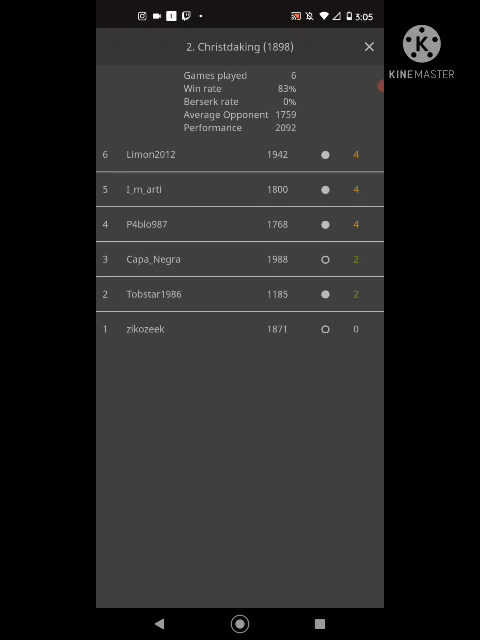 3:05
2. Christdaking (1898)
Games played 6
Win rate 83%
Berserk rate 0%
Average Opponent 1759
Performance 2092
6 Limon2012 1942 4
5 I_m_arti 1800 4
4 P4blo987 1768 4
3 Capa_Negra 1988 2
2 Tobstar1986 1185 2
1 zikozeek 1871 0
K
KINEMASTER